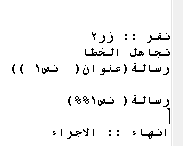 نقر :: زر٢
تجاهل الخطا
رسالة(عنوان( نص١ ))
رسالة( نص١%%)
انهاء :: الاجراء